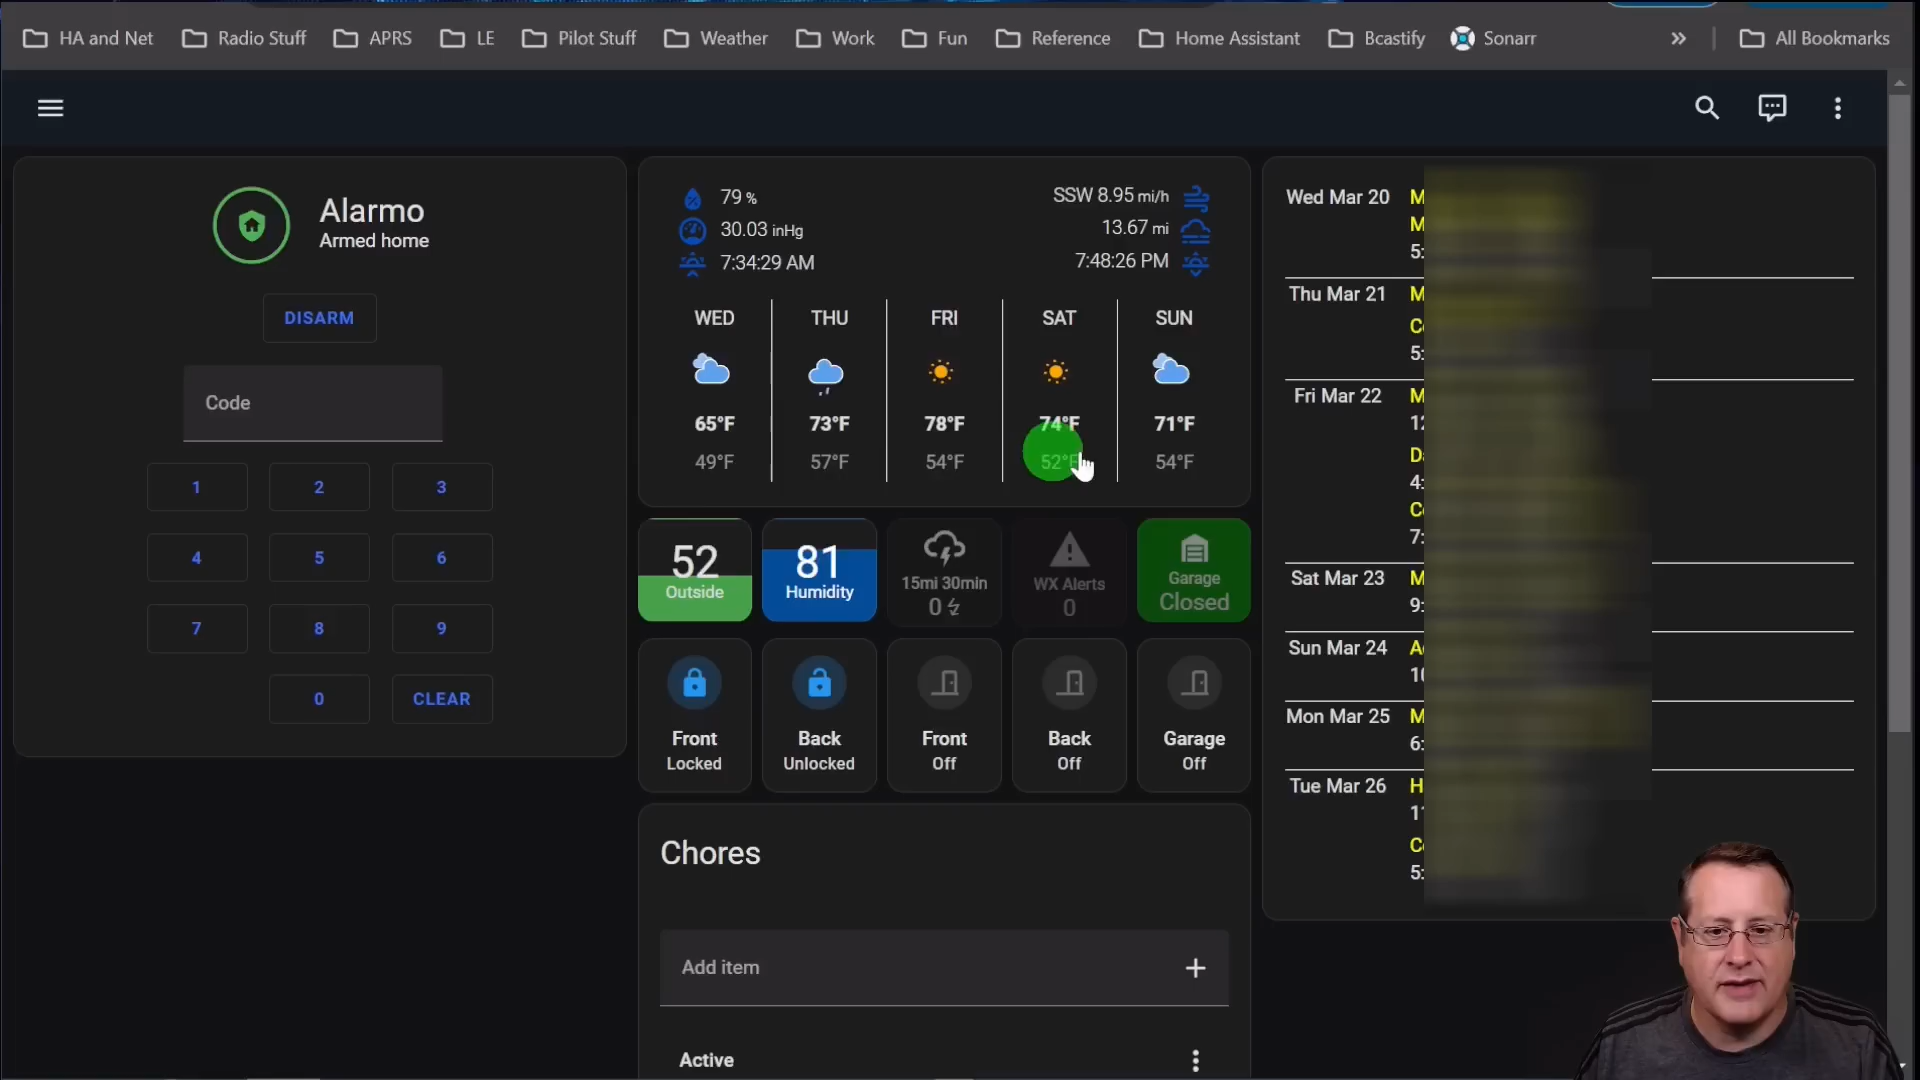 HA and Net
Radio Stuff
APRS
LE
Pilot Stuff
Weather
Work
Fun
Reference
Home Assistant
Bcastify
Sonarr
»
All Bookmarks
Alarmo
Armed home
DISARM
Code
1 2 3
4 5 6
7 8 9
0 CLEAR
79 %
SSW 8.95 mi/h
30.03 inHg
13.67 mi
7:34:29 AM
7:48:26 PM
WED THU FRI SAT SUN
65°F 73°F 78°F 74°F 71°F
49°F 57°F 54°F 52°F 54°F
52
Outside
81
Humidity
15mi 30min
0
WX Alerts
0
Garage
Closed
Front
Locked
Back
Unlocked
Front
Off
Back
Off
Garage
Off
Chores
Add item
Active
Wed Mar 20
Thu Mar 21
Fri Mar 22
Sat Mar 23
Sun Mar 24
Mon Mar 25
Tue Mar 26